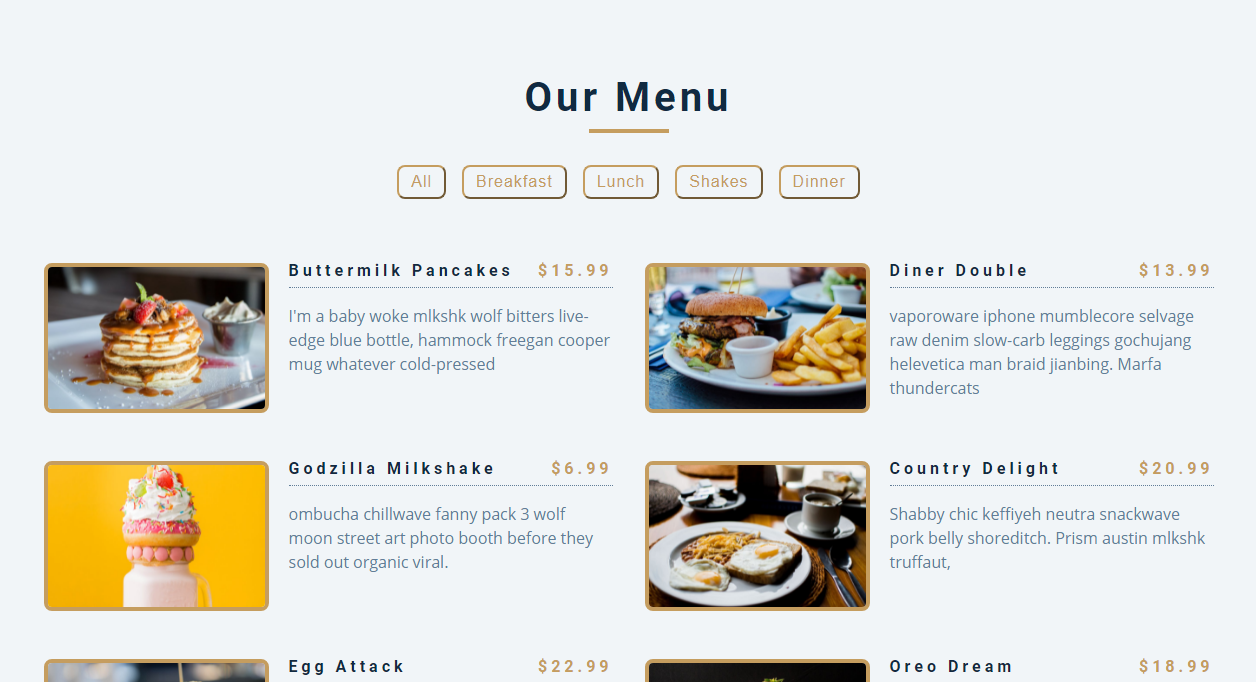 Our Menu
All Breakfast Lunch Shakes Dinner
Buttermilk Pancakes $15.99
I'm a baby woke mlkshk wolf bitters live-
edge blue bottle, hammock freegan cooper
mug whatever cold-pressed
Diner Double $13.99
vaporoware iphone mumblecore selvage
raw denim slow-carb leggings gochujang
helevetica man braid jianbing. Marfa
thundercats
Godzilla Milkshake $6.99
ombucha chillwave fanny pack 3 wolf
moon street art photo booth before they
sold out organic viral.
Country Delight $20.99
Shabby chic keffiyeh neutra snackwave
pork belly shoreditch. Prism austin mlkshk
truffaut,
Egg Attack $22.99
Oreo Dream $18.99